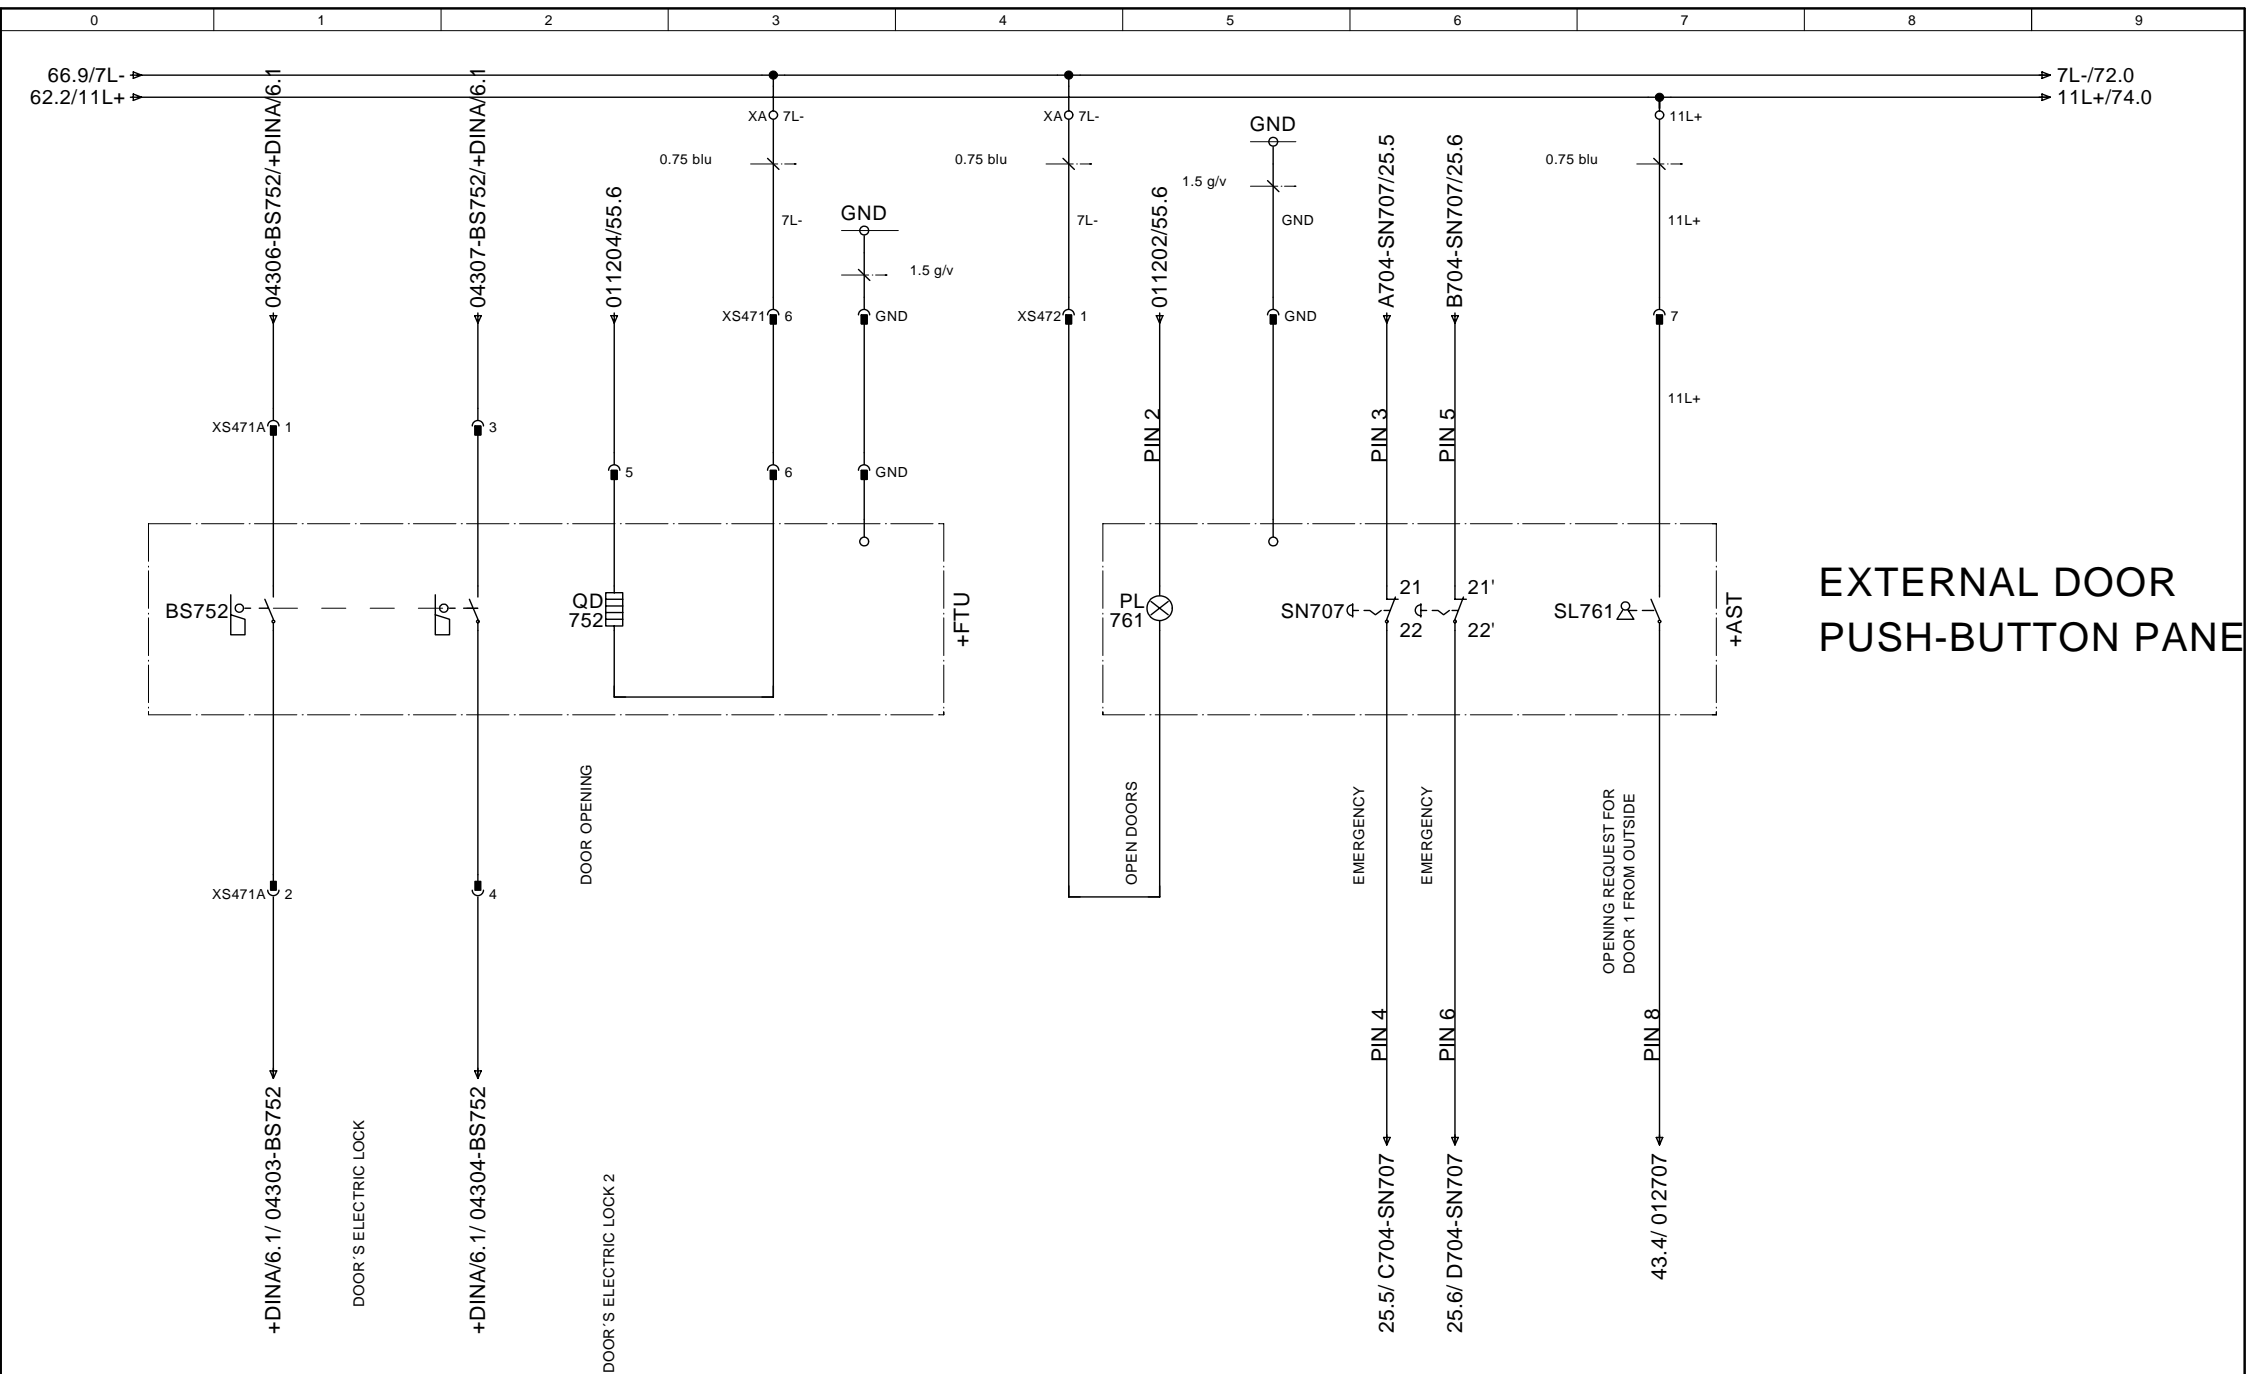 0 1 2 3 4 5 6 7 8 9
66.9/7L-
62.2/11L+
7L-/72.0
11L+/74.0
04306-BS752/+DINA/6.1
04307-BS752/+DINA/6.1
011204/55.6
XA 7L-
0.75 blu
7L-
GND
1.5 g/v
XS471 6
GND
XA 7L-
0.75 blu
7L-
XS472 1
011202/55.6
GND
1.5 g/v
GND
GND
A704-SN707/25.5
B704-SN707/25.6
11L+
0.75 blu
11L+
7
11L+
XS471A 1
3
5
6
GND
PIN 2
PIN 3
PIN 5
BS752
QD
752
+FTU
PL
761
SN707
21
22
21'
22'
SL761
+AST
EXTERNAL DOOR
PUSH-BUTTON PANE
DOOR OPENING
OPEN DOORS
EMERGENCY
EMERGENCY
OPENING REQUEST FOR
DOOR 1 FROM OUTSIDE
XS471A 2
4
PIN 4
PIN 6
PIN 8
+DINA/6.1/ 04303-BS752
DOOR´S ELECTRIC LOCK
+DINA/6.1/ 04304-BS752
DOOR´S ELECTRIC LOCK 2
25.5/ C704-SN707
25.6/ D704-SN707
43.4/ 012707